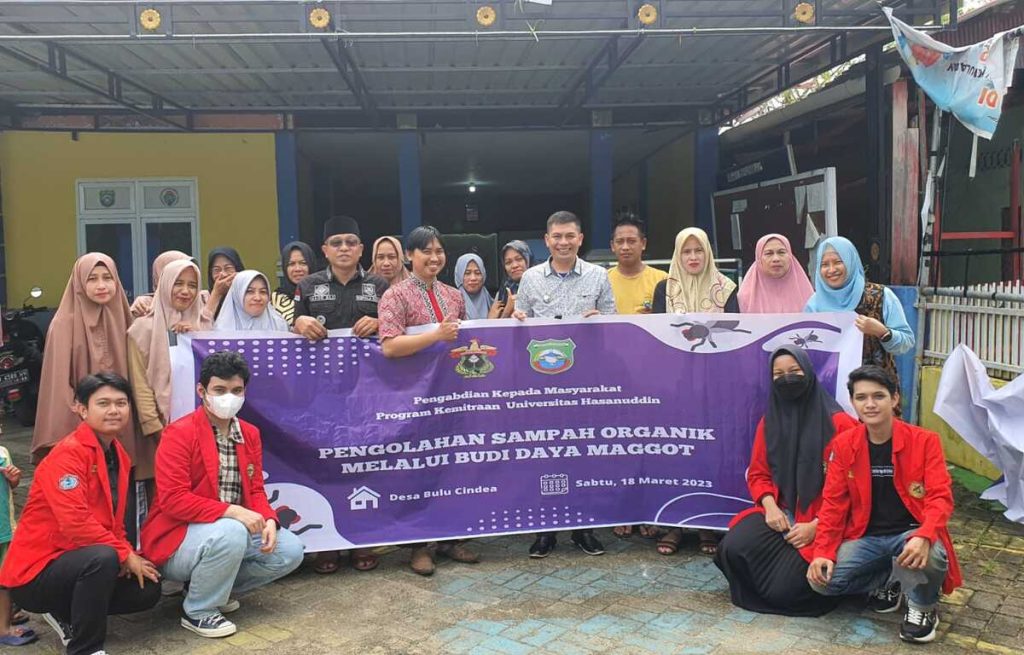 Pengabdian Kepada Masyarakat
Program Kemitraan Universitas Hasanuddin
PENGOLAHAN SAMPAH ORGANIK
MELALUI BUDI DAYA MAGGOT
Desa Bulu Cindea
Sabtu, 18 Maret 2023